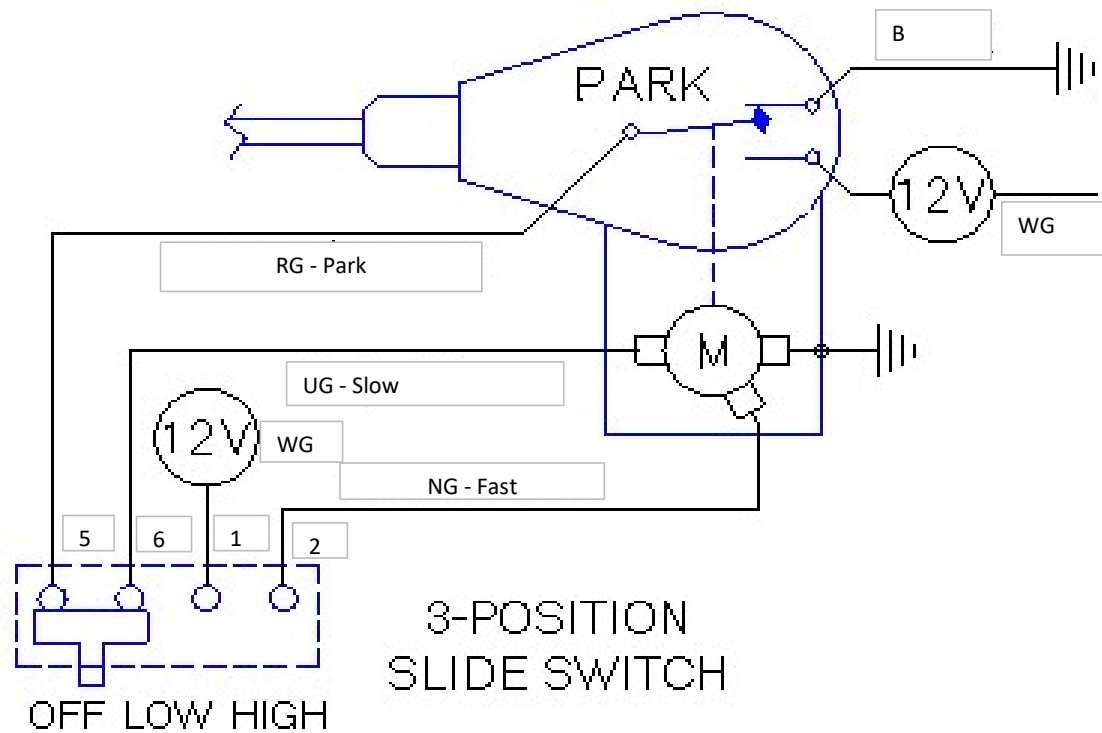 B
PARK
12V
WG
RG - Park
M
UG - Slow
12V
WG
NG - Fast
5 6 1 2
3-POSITION
SLIDE SWITCH
OFF LOW HIGH